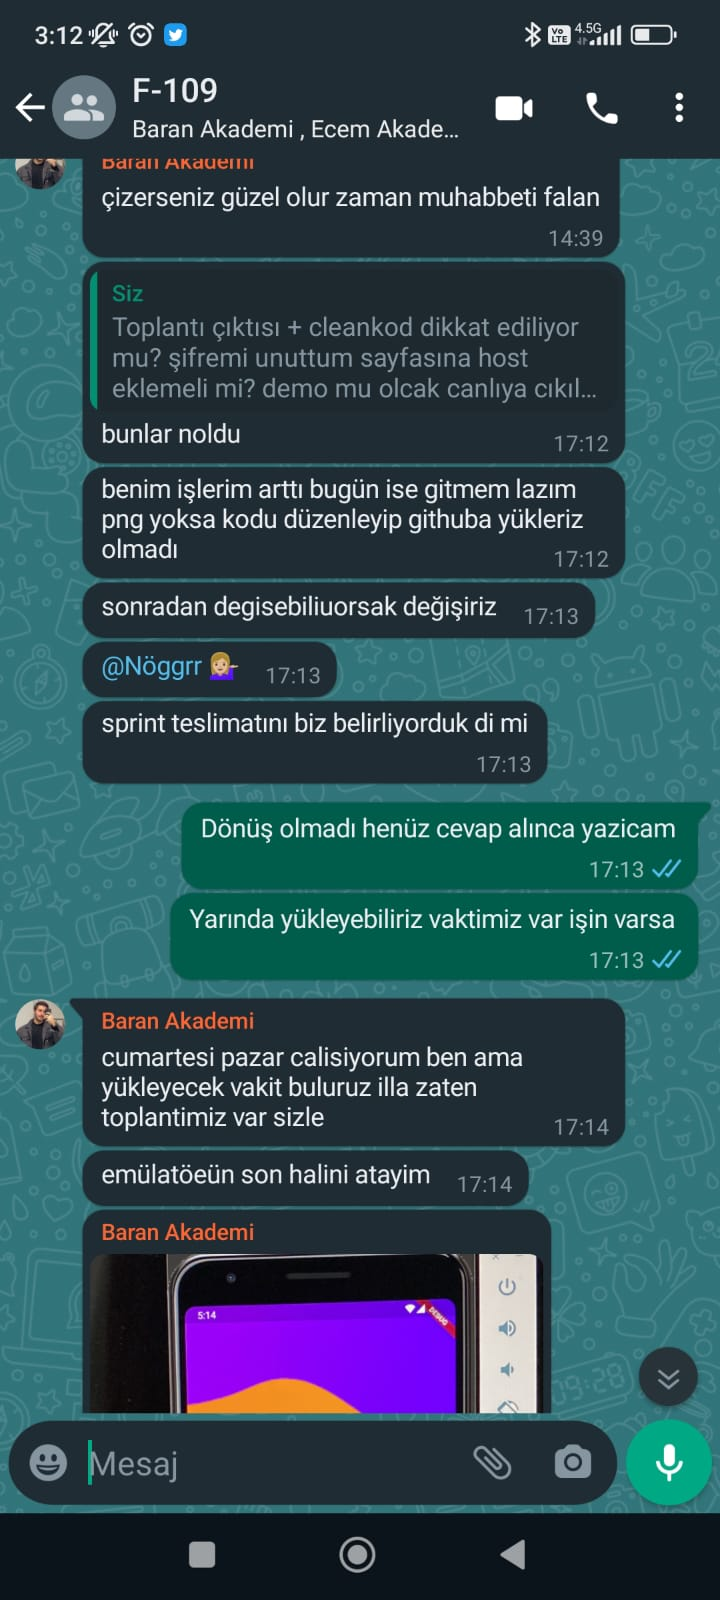 3:12
Vo LTE
4.5G
F-109
Baran Akademi , Ecem Akade...
Baran Akademi
çizerseniz güzel olur zaman muhabbeti falan
14:39
Siz
Toplantı çıktısı + cleankod dikkat ediliyor
mu? şifremi unuttum sayfasına host
eklemeli mi? demo mu olcak canlıya cıkıl...
bunlar noldu
17:12
benim işlerim arttı bugün ise gitmem lazım
png yoksa kodu düzenleyip githuba yükleriz
olmadı
17:12
sonradan degisebiliuorsak değişiriz
17:13
@Nöggrr 💁🏼‍♀️
17:13
sprint teslimatını biz belirliyorduk di mi
17:13
Dönüş olmadı henüz cevap alınca yazicam
17:13
Yarında yükleyebiliriz vaktimiz var işin varsa
17:13
Baran Akademi
cumartesi pazar calisiyorum ben ama
yükleyecek vakit buluruz illa zaten
toplantimiz var sizle
17:14
emülatöeün son halini atayim
17:14
Baran Akademi
5:14
DEBUG
Mesaj